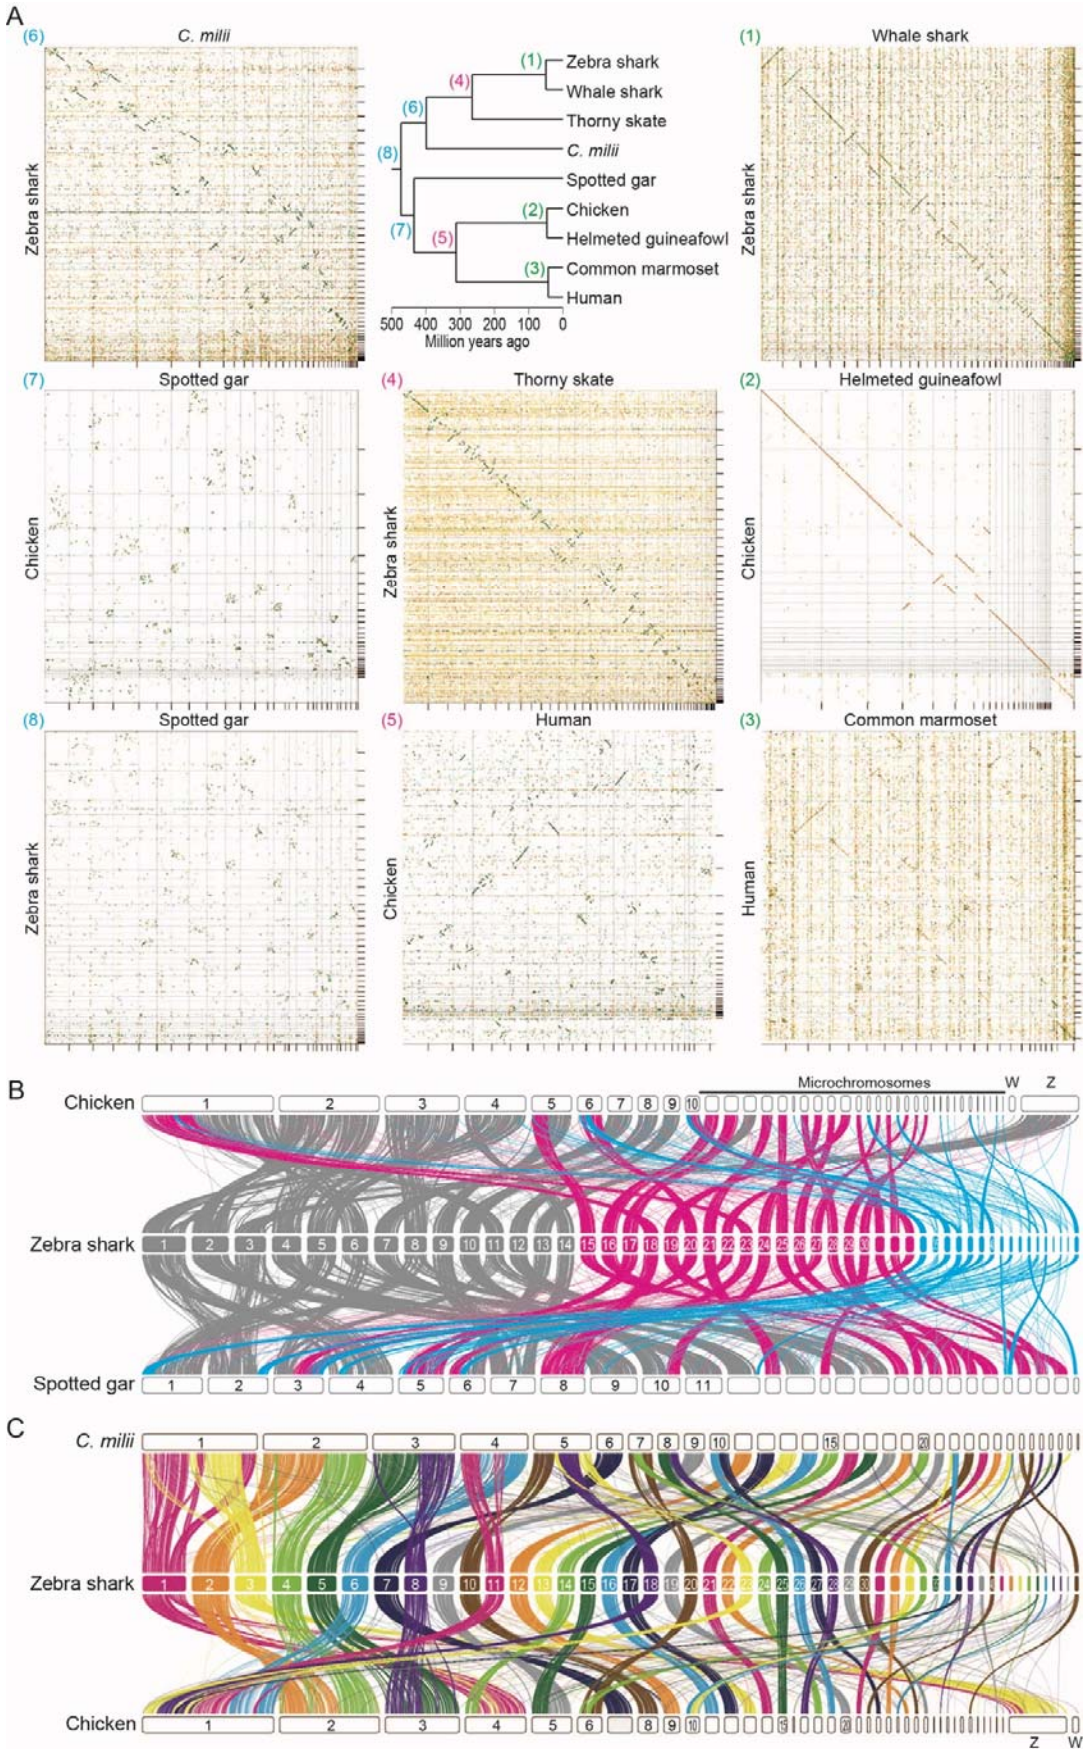 A
(6)
C. milii
Zebra shark
(1)
Zebra shark
Whale shark
(4)
Thorny skate
(6)
C. milii
(8)
Spotted gar
(7)
(2)
Chicken
Helmeted guineafowl
(5)
(3)
Common marmoset
Human
500 400 300 200 100 0
Million years ago
(1)
Whale shark
Zebra shark
(7)
Spotted gar
Chicken
(4)
Thorny skate
Zebra shark
(2)
Helmeted guineafowl
Chicken
(8)
Spotted gar
Zebra shark
(5)
Human
Chicken
(3)
Common marmoset
Human
B
Microchromosomes W Z
Chicken 1 2 3 4 5 6 7 8 9 10
Zebra shark 1 2 3 4 5 6 7 8 9 10 11 12 13 14 15 16 17 18 19 20 21 22 23 24 25 26 27 28 29 30
Spotted gar 1 2 3 4 5 6 7 8 9 10 11
C
C. milii 1 2 3 4 5 6 7 8 9 10 15 20
Zebra shark 1 2 3 4 5 6 7 8 9 10 11 12 13 14 15 16 17 18 19 20 21 22 23 24 25 26 27 28 29 30
Chicken 1 2 3 4 5 6 8 9 10 15 20
Z W